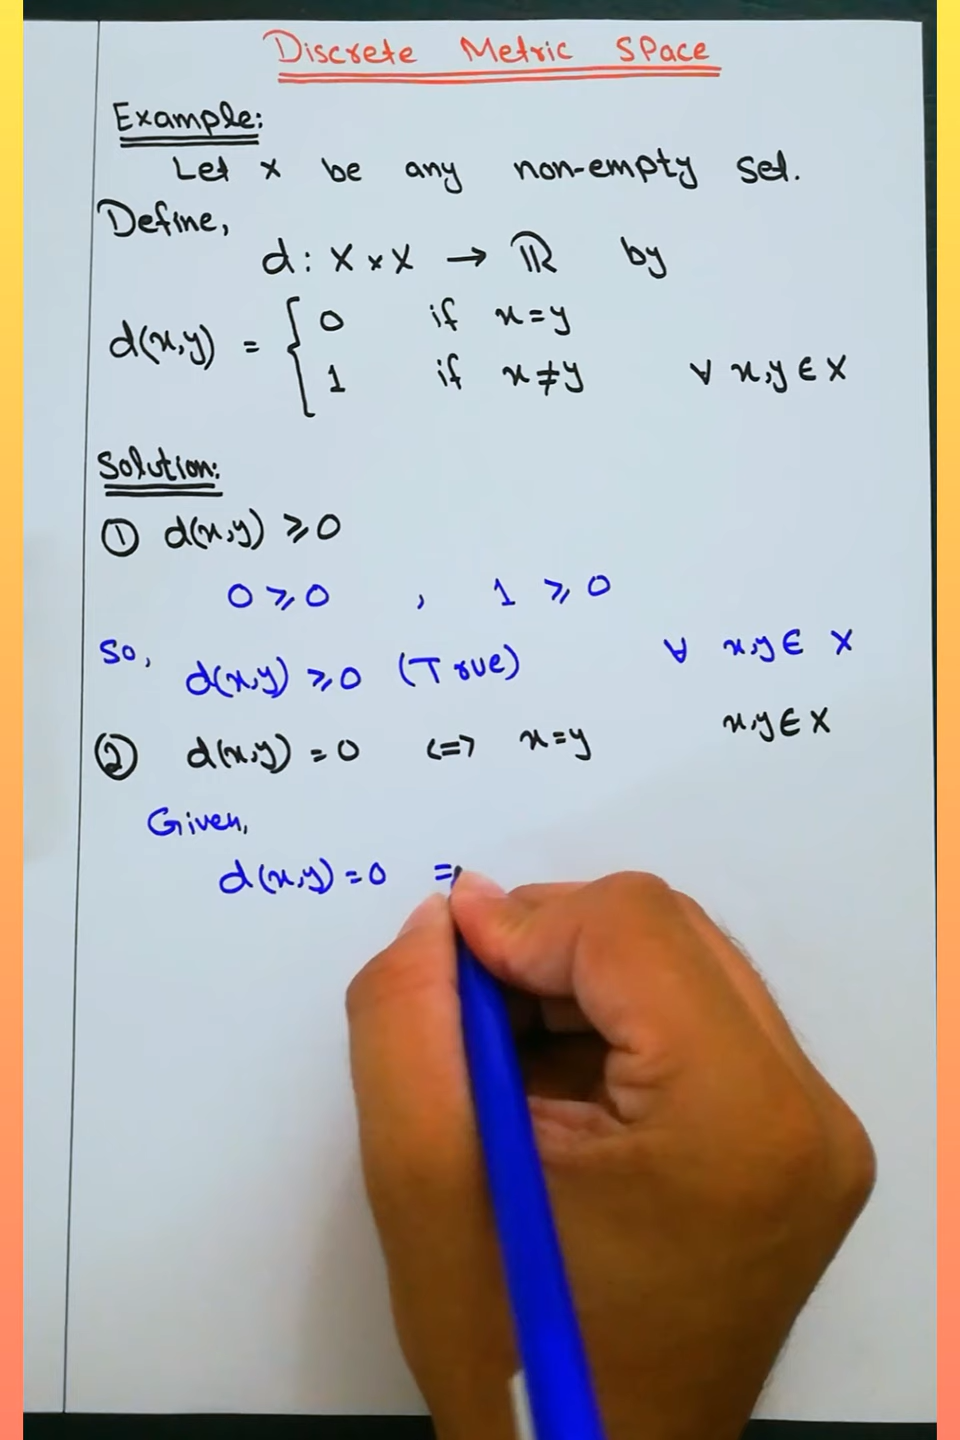 Discrete Metric Space
Example:
Let x be any non-empty set.
Define,
d: X × X → ℝ by
d(x,y) = { 0 if x=y
1 if x≠y ∀ x,y ∈ X
Solution:
① d(x,y) ⩾ 0
0 ⩾ 0 , 1 ⩾ 0
So, d(x,y) ⩾ 0 (True) ∀ x,y ∈ X
② d(x,y) = 0 <=> x=y x,y ∈ X
Given,
d(x,y) = 0 =